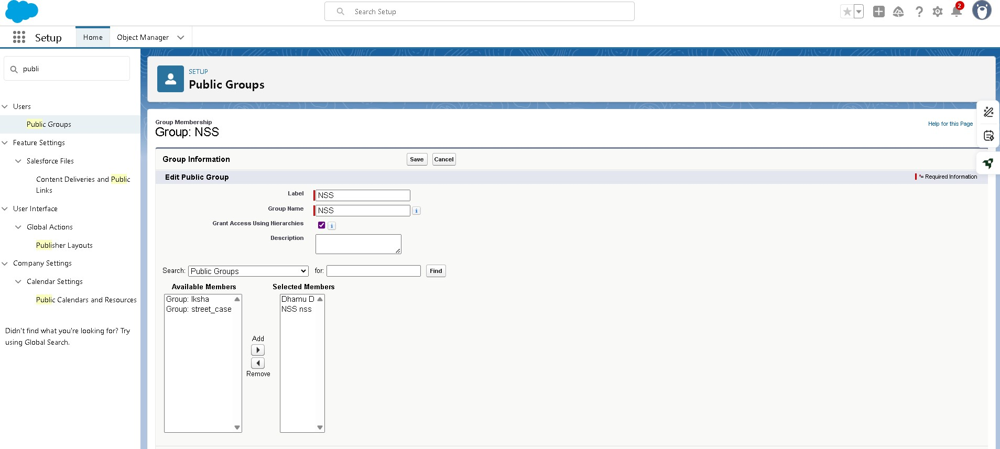 Search Setup
2
Setup
Home
Object Manager
publi
Users
Public Groups
Feature Settings
Salesforce Files
Content Deliveries and Public
Links
User Interface
Global Actions
Publisher Layouts
Company Settings
Calendar Settings
Public Calendars and Resources
Didn't find what you're looking for? Try
using Global Search.
SETUP
Public Groups
Group Membership
Group: NSS
Help for this Page
Group Information
Save
Cancel
Edit Public Group
*= Required Information
Label
NSS
Group Name
NSS
i
Grant Access Using Hierarchies
i
Description
Search:
Public Groups
for:
Find
Available Members
Selected Members
Group: Iksha
Group: street_case
Add
Remove
Dhamu D
NSS nss